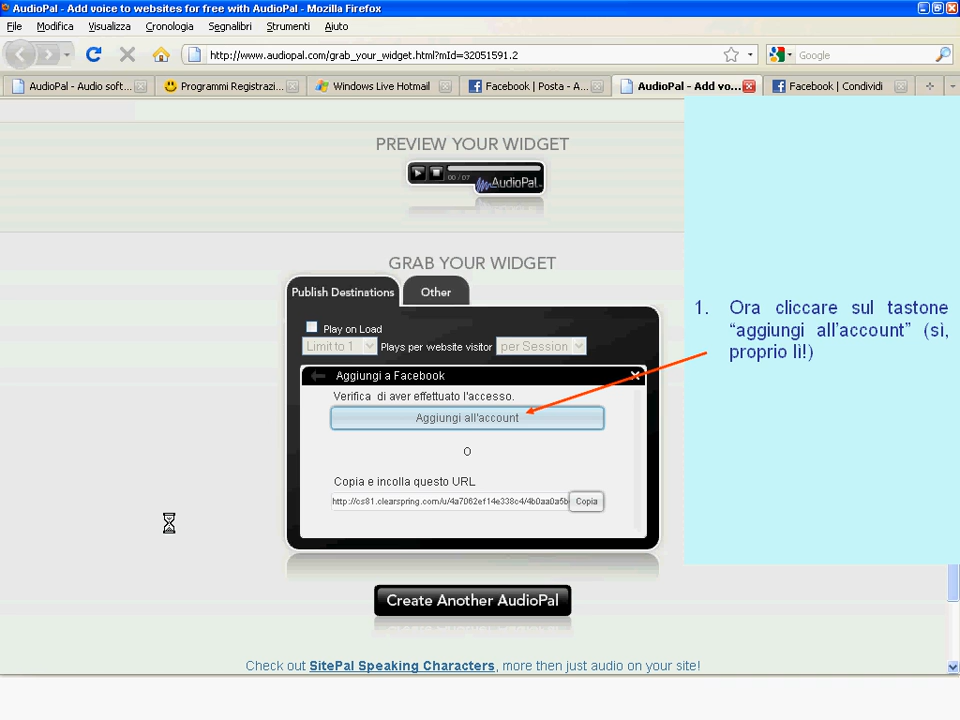 AudioPal - Add voice to websites for free with AudioPal - Mozilla Firefox
File Modifica Visualizza Cronologia Segnalibri Strumenti Aiuto
http://www.audiopal.com/grab_your_widget.html?mId=32051591.2
Google
AudioPal - Audio soft...
Programmi Registrazi...
Windows Live Hotmail
Facebook | Posta - A...
AudioPal - Add vo...
Facebook | Condividi
PREVIEW YOUR WIDGET
00 / 07
AudioPal
GRAB YOUR WIDGET
Publish Destinations
Other
Play on Load
Limit to 1 Plays per website visitor per Session
Aggiungi a Facebook
Verifica di aver effettuato l'accesso.
Aggiungi all'account
O
Copia e incolla questo URL
http://cs81.clearspring.com/u/4a7062ef14e338c4/4b0aa0a5b
Copia
Create Another AudioPal
Check out SitePal Speaking Characters, more then just audio on your site!
1. Ora cliccare sul tastone
“aggiungi all’account” (sì,
proprio lì!)